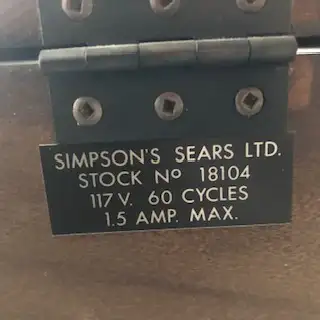 SIMPSON'S SEARS LTD.
STOCK Nº 18104
117 V. 60 CYCLES
1.5 AMP. MAX.